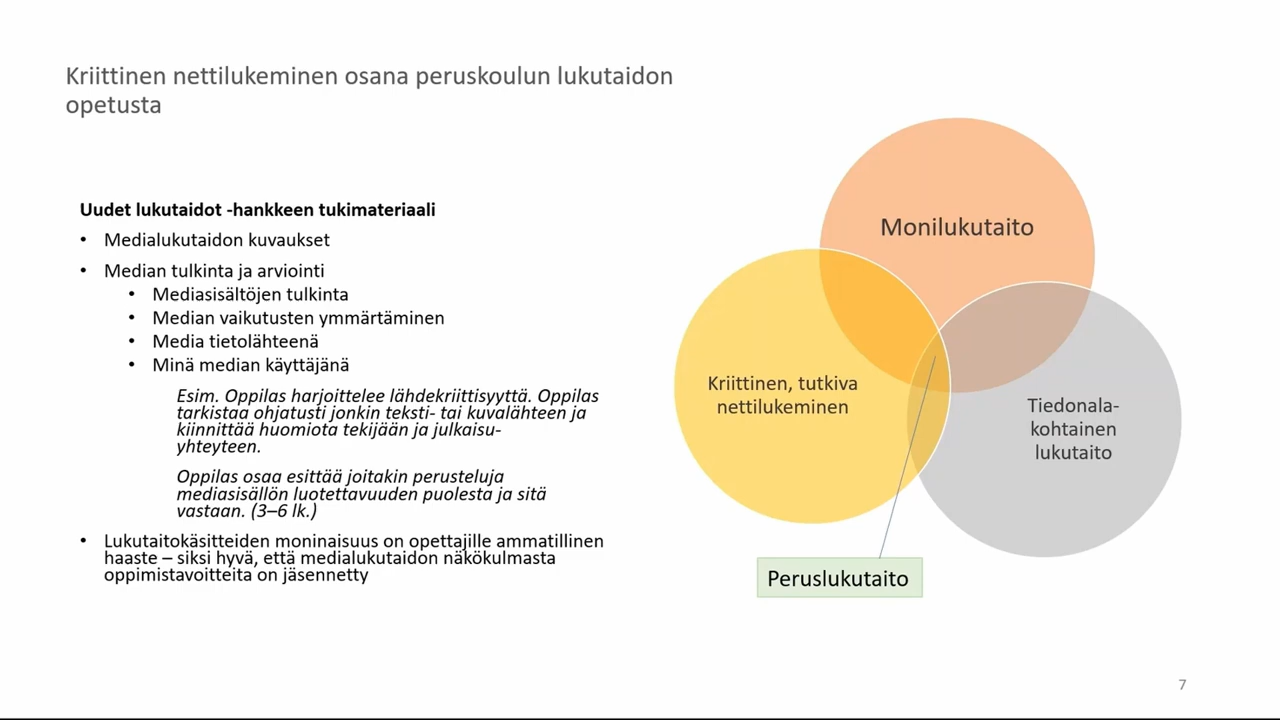 Kriittinen nettilukeminen osana peruskoulun lukutaidon
opetusta
Uudet lukutaidot -hankkeen tukimateriaali
• Medialukutaidon kuvaukset
• Median tulkinta ja arviointi
• Mediasisältöjen tulkinta
• Median vaikutusten ymmärtäminen
• Media tietolähteenä
• Minä median käyttäjänä
Esim. Oppilas harjoittelee lähdekriittisyyttä. Oppilas
tarkistaa ohjatusti jonkin teksti- tai kuvalähteen ja
kiinnittää huomiota tekijään ja julkaisu-
yhteyteen.
Oppilas osaa esittää joitakin perusteluja
mediasisällön luotettavuuden puolesta ja sitä
vastaan. (3–6 lk.)
• Lukutaitokäsitteiden moninaisuus on opettajille ammatillinen
haaste – siksi hyvä, että medialukutaidon näkökulmasta
oppimistavoitteita on jäsennetty
Monilukutaito
Kriittinen, tutkiva
nettilukeminen
Tiedonala-
kohtainen
lukutaito
Peruslukutaito
7